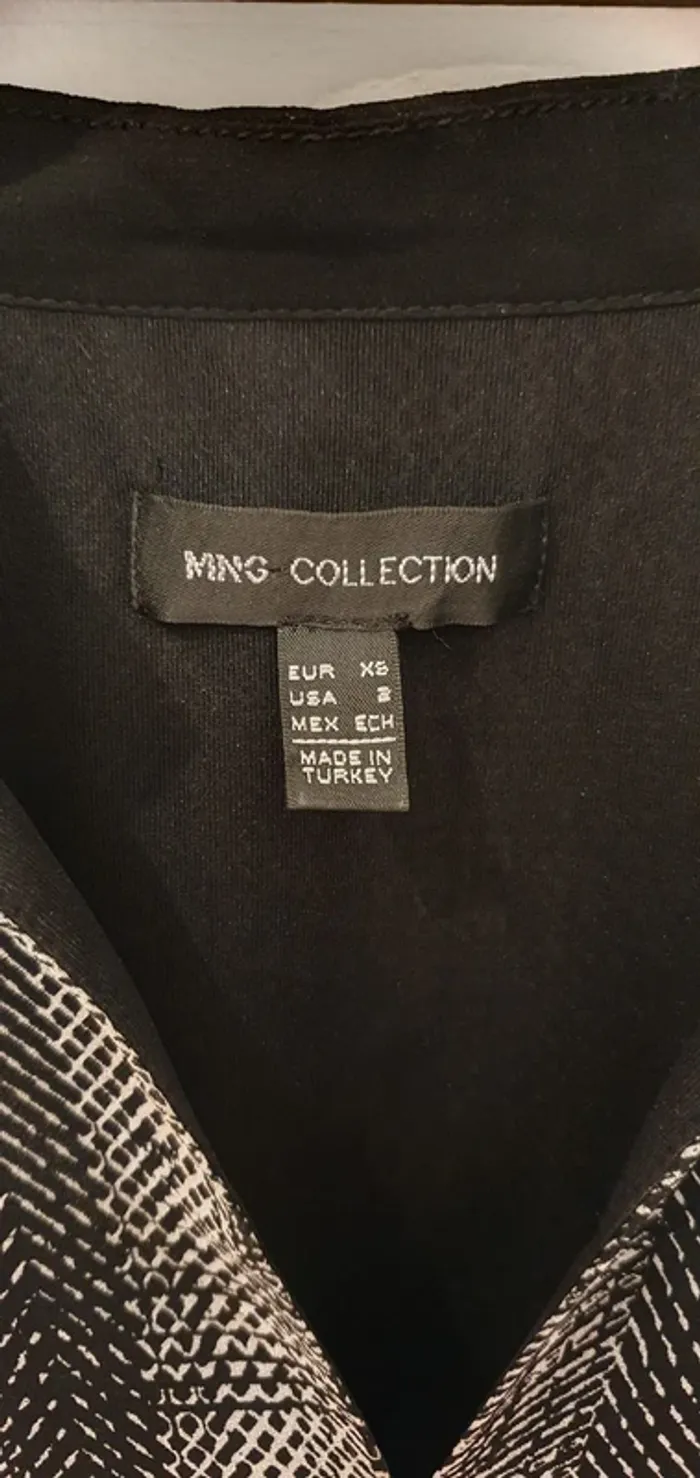 MNG COLLECTION
EUR XS
USA 2
MEX ECH
MADE IN
TURKEY